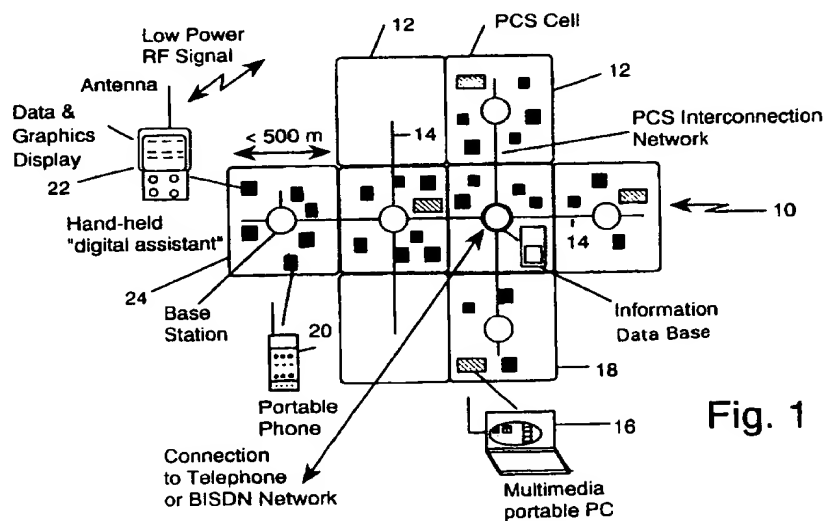 Low Power
RF Signal
12
PCS Cell
12
Antenna
Data &
Graphics
Display
22
< 500 m
14
PCS Interconnection
Network
10
14
Hand-held
"digital assistant"
24
Base
Station
20
Information
Data Base
18
Portable
Phone
16
Fig. 1
Connection
to Telephone
or BISDN Network
Multimedia
portable PC